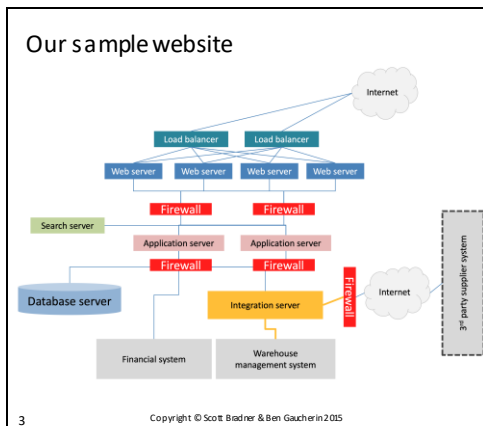 Our sample website
Internet
Load balancer
Load balancer
Web server
Web server
Web server
Web server
Firewall
Firewall
Search server
Application server
Application server
Firewall
Firewall
Database server
Integration server
Firewall
Internet
3rd party supplier system
Financial system
Warehouse
management system
3
Copyright © Scott Bradner & Ben Gaucherin 2015